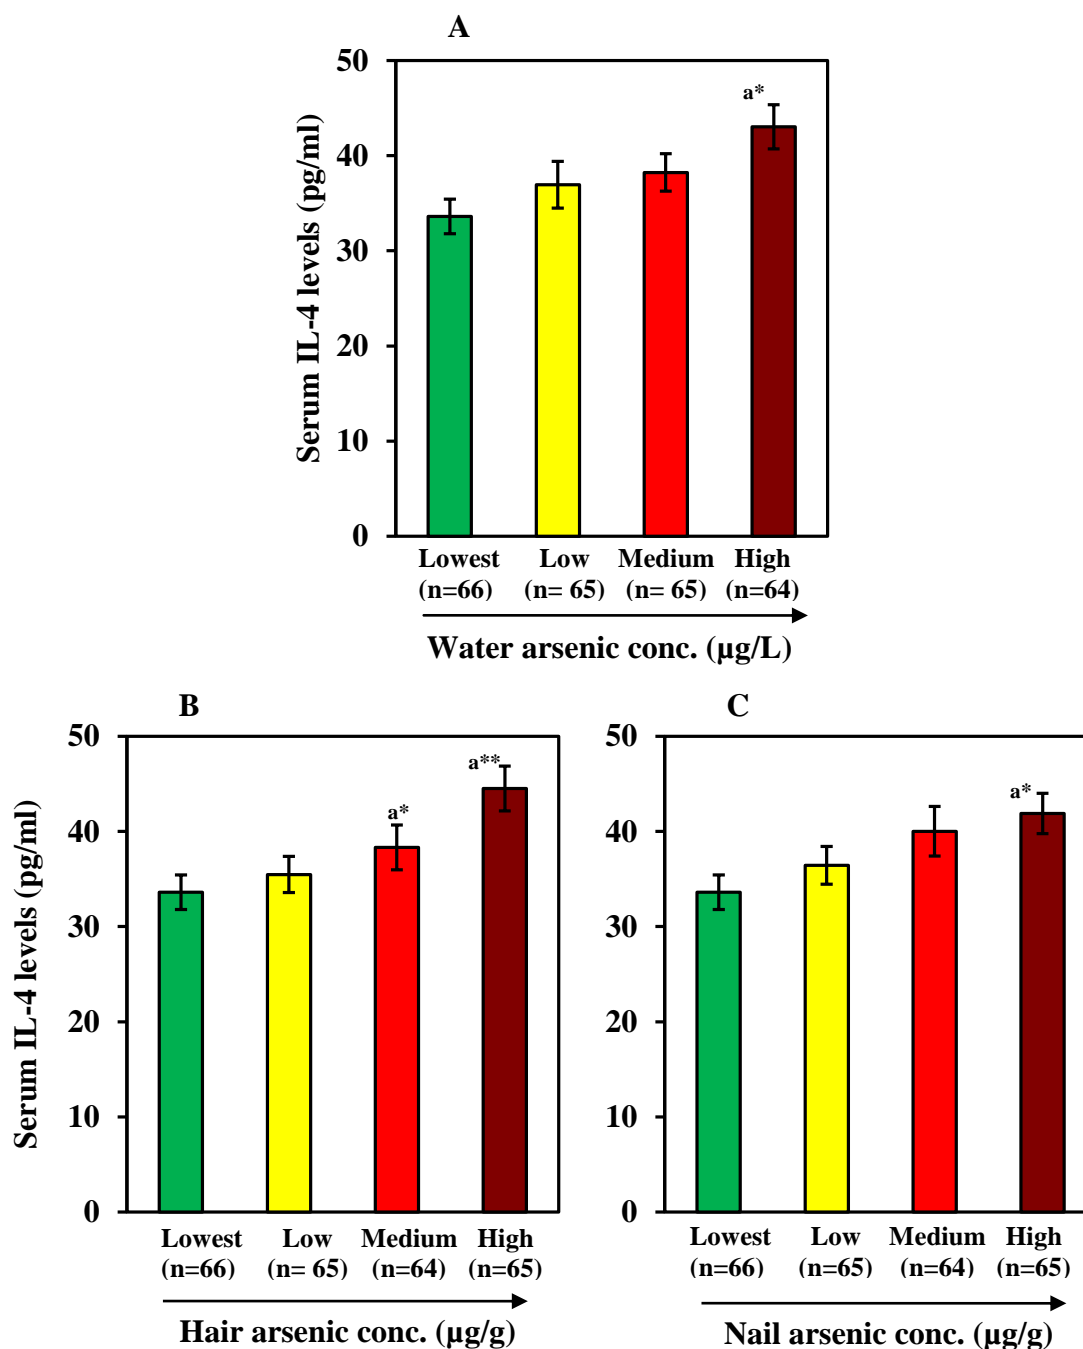 A
50
40
30
20
10
0
Serum IL-4 levels (pg/ml)
a*
Lowest Low Medium High
(n=66) (n= 65) (n= 65) (n=64)
Water arsenic conc. (µg/L)
B
50
40
30
20
10
0
Serum IL-4 levels (pg/ml)
a*
a**
Lowest Low Medium High
(n=66) (n= 65) (n=64) (n=65)
Hair arsenic conc. (µg/g)
C
50
40
30
20
10
0
a*
Lowest Low Medium High
(n=66) (n=65) (n=64) (n=65)
Nail arsenic conc. (µg/g)